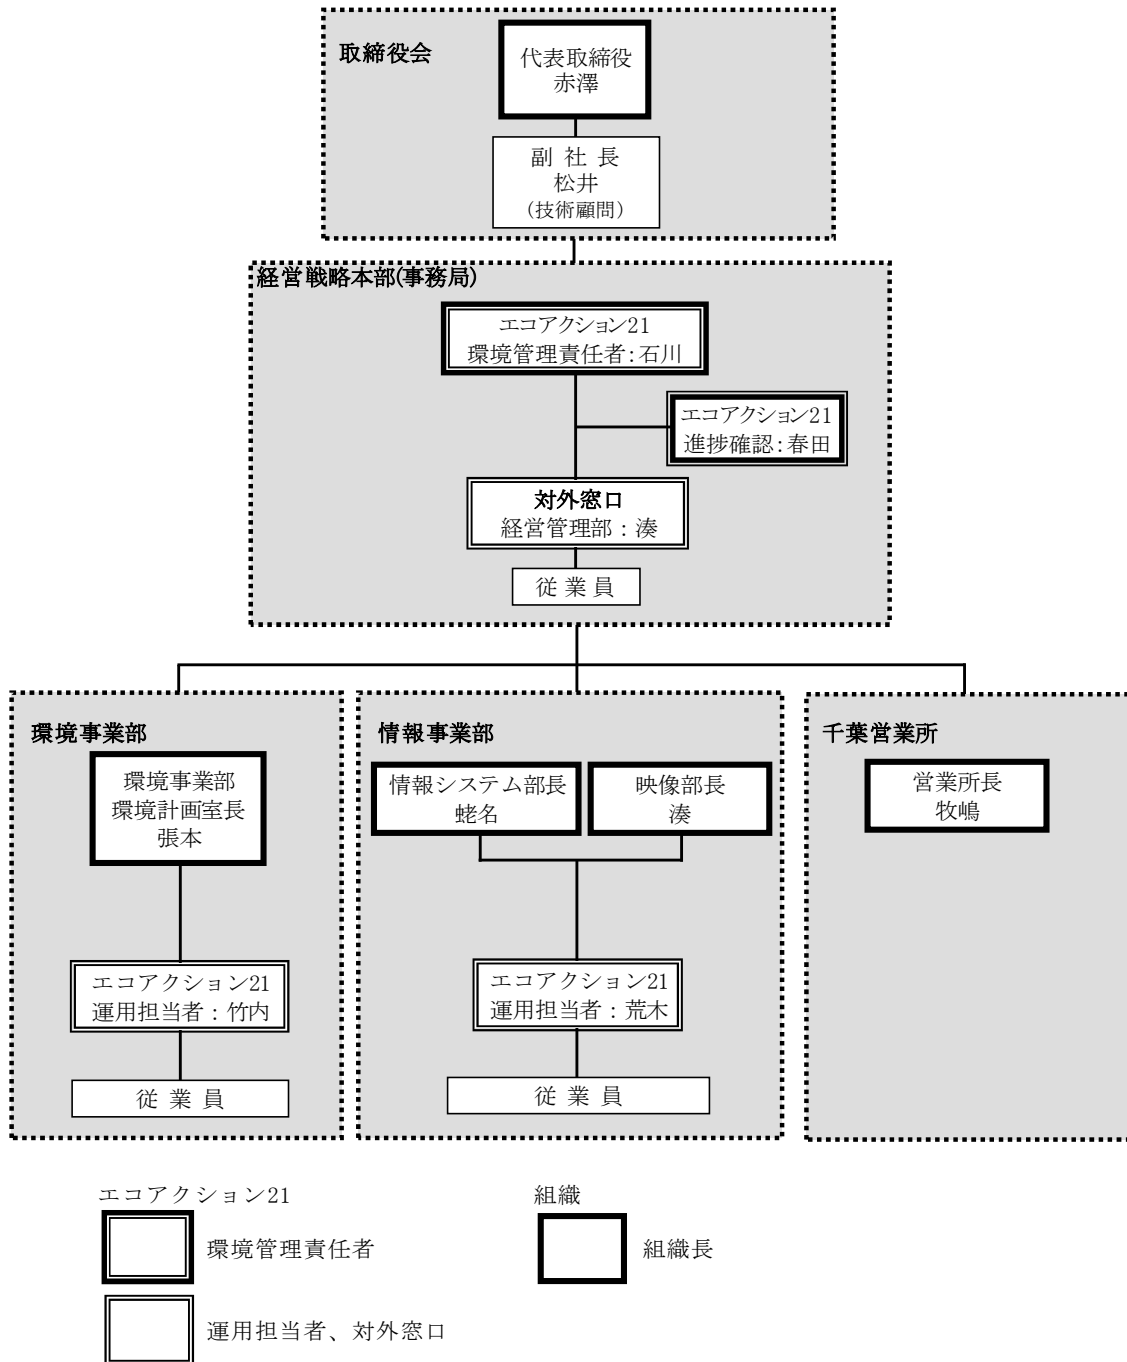 取締役会
代表取締役
赤澤
副 社 長
松井
（技術顧問）
経営戦略本部(事務局)
エコアクション21
環境管理責任者：石川
エコアクション21
進捗確認：春田
対外窓口
経営管理部：湊
従 業 員
環境事業部
環境事業部
環境計画室長
張本
エコアクション21
運用担当者：竹内
従 業 員
情報事業部
情報システム部長
蛯名
映像部長
湊
エコアクション21
運用担当者：荒木
従 業 員
千葉営業所
営業所長
牧嶋
エコアクション21
環境管理責任者
運用担当者、対外窓口
組織
組織長